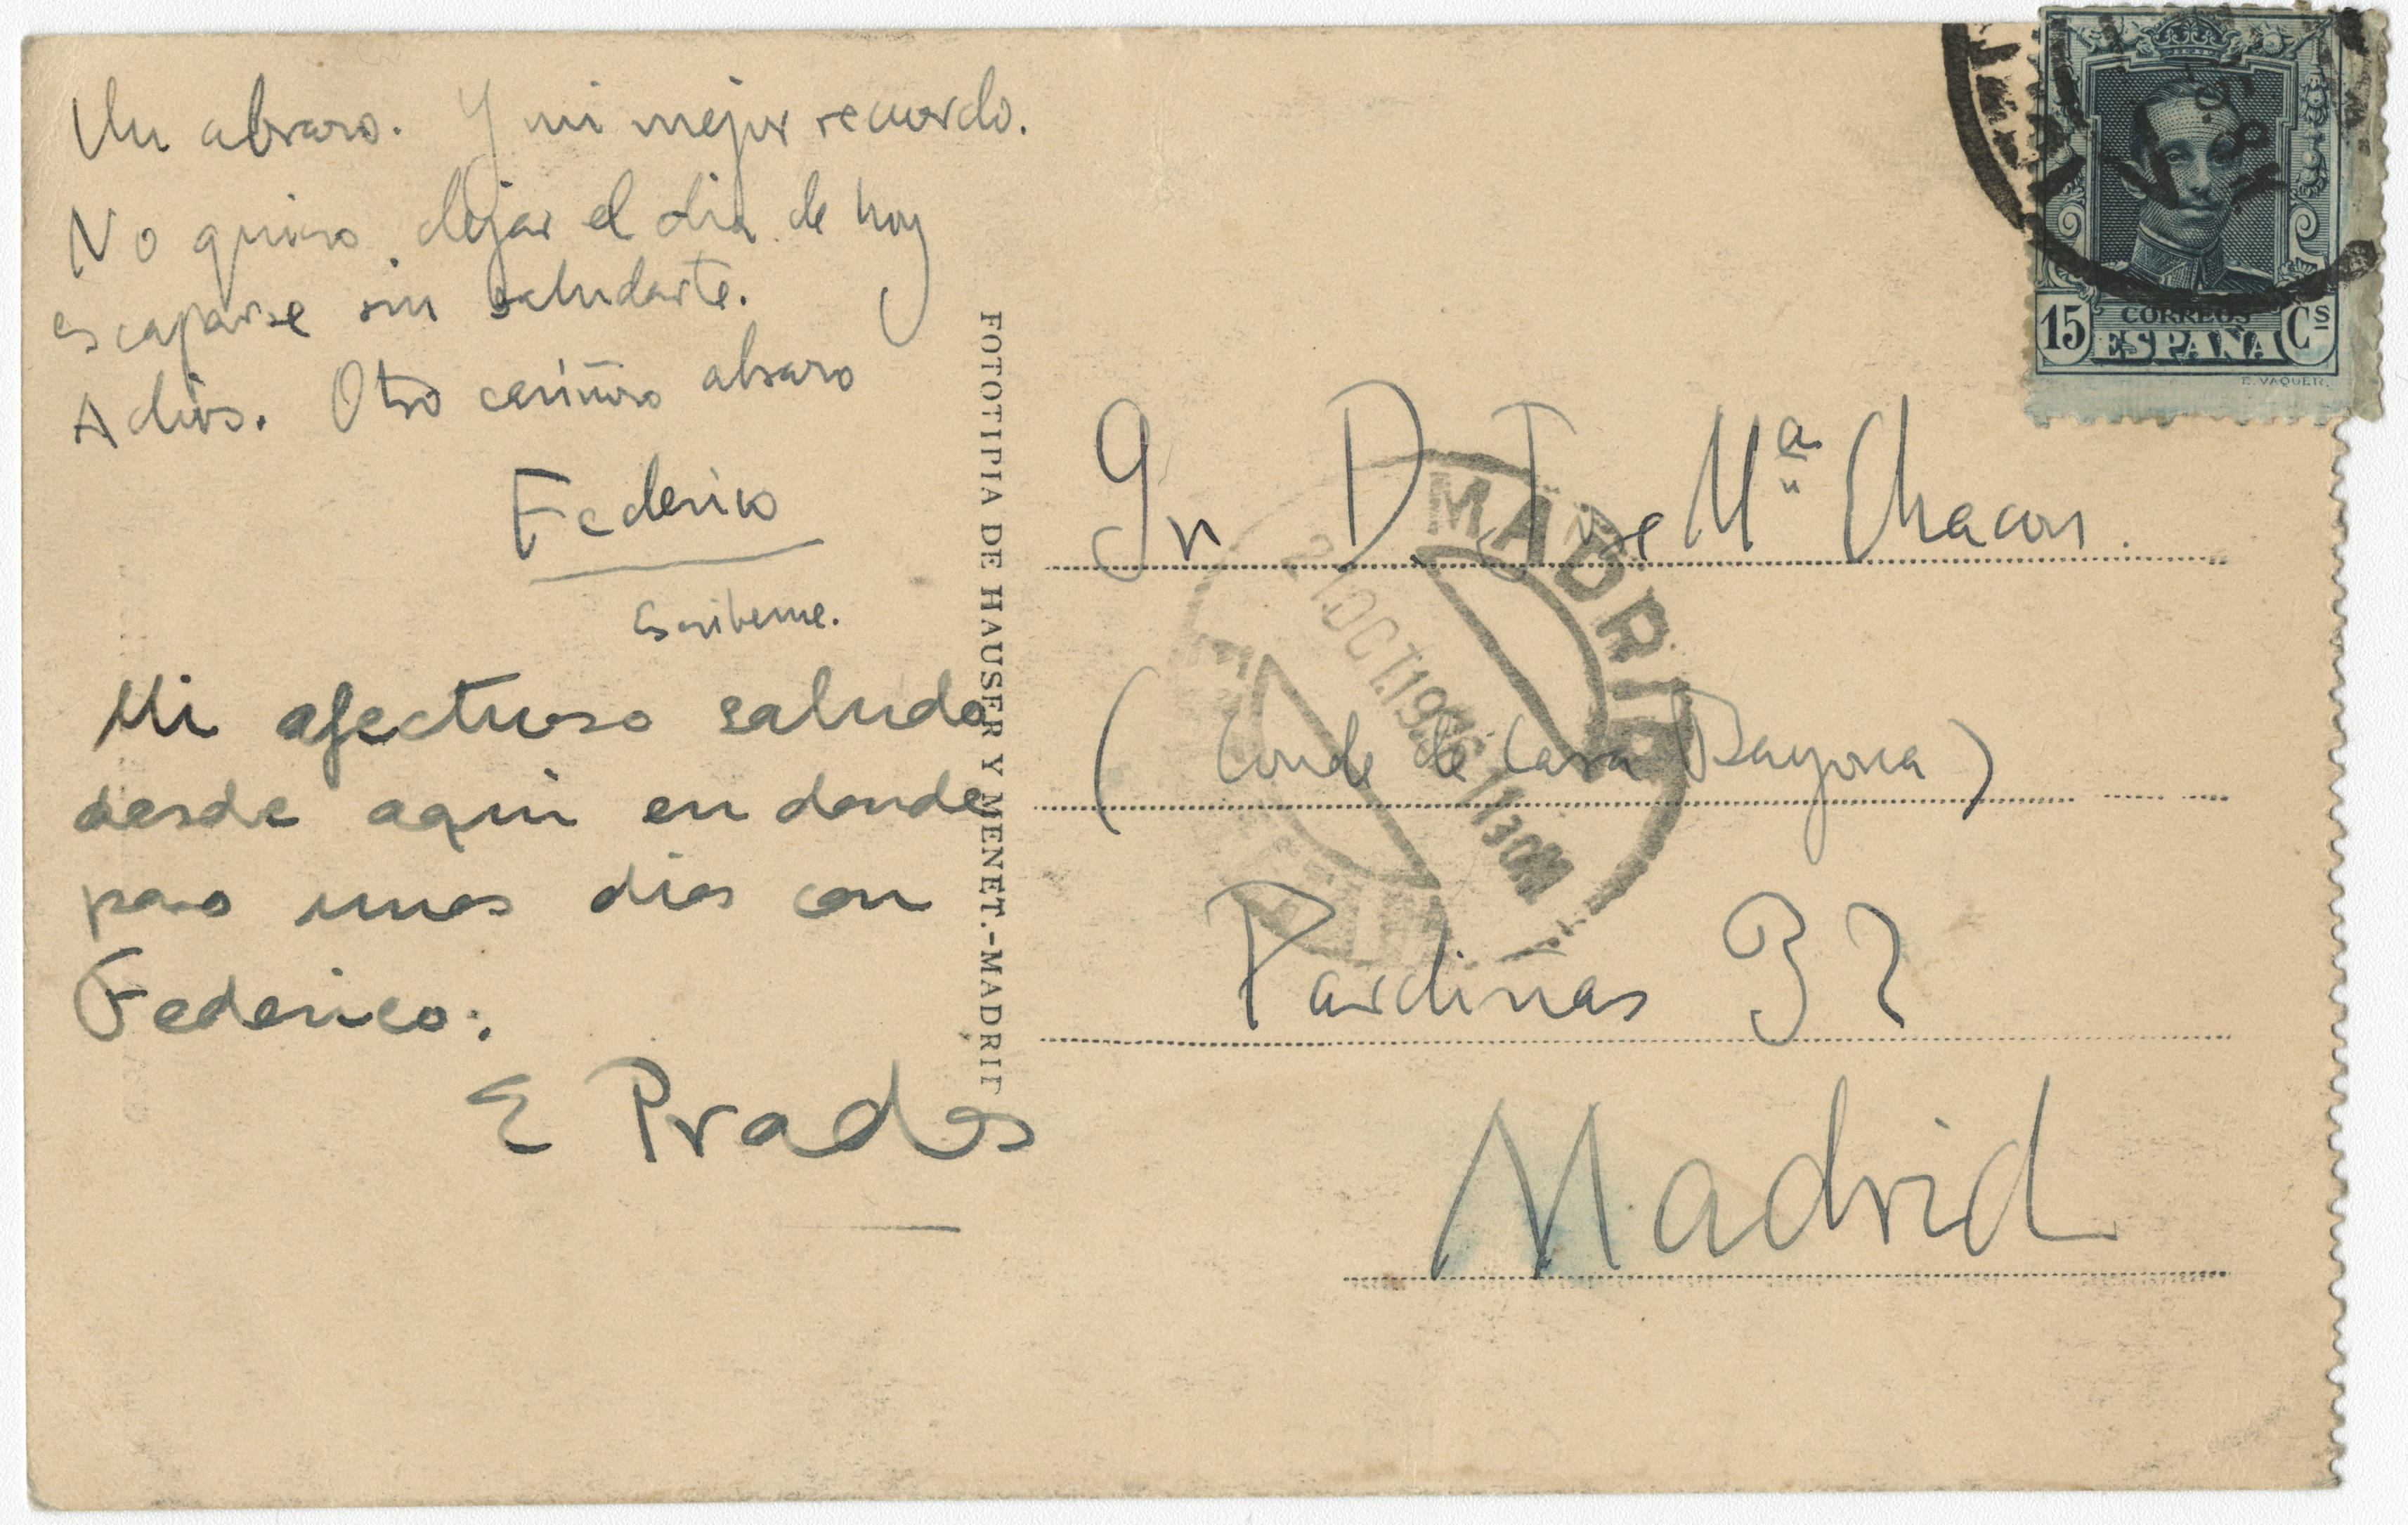 Un abrazo. Y mi mejor recuerdo.
No quiero dejar el dia de hoy
escaparse sin saludarte.
Adios. Otro cariñoso abrazo
Federico
Escribeme.
Mi afectuoso saludo
desde aqui en donde
paso unos dias con
Federico.
E Prados
FOTOTIPIA DE HAUSER Y MENET.-MADRID
15 CORREOS Cs
ESPAÑA
E. VAQUER.
MADRID
21.OCT.1926
Sr D. Jose Mª Chacon.
(Conde de Casa Bayona)
Pardiñas 32
Madrid